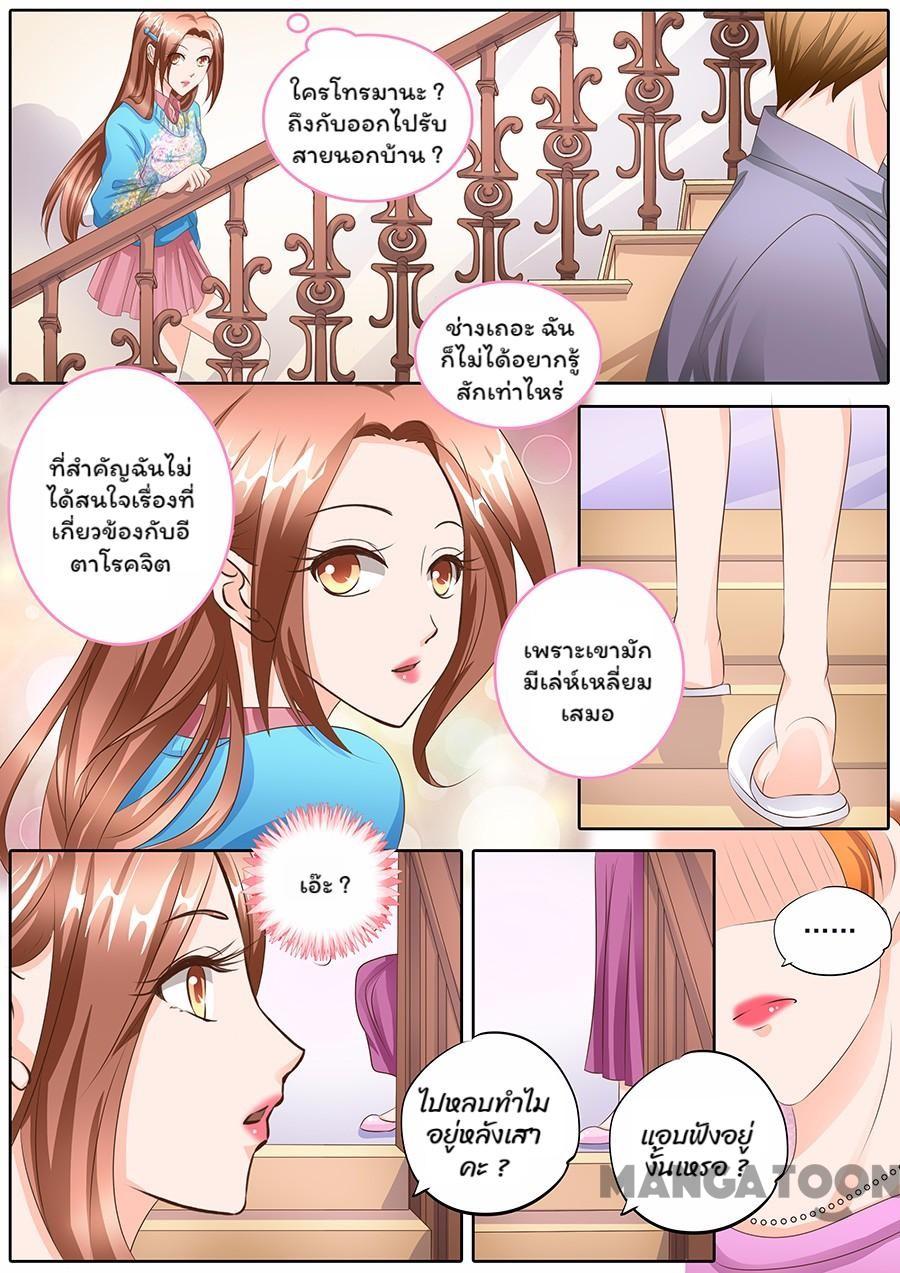 ใครโทรมานะ ?
ถึงกับออกไปรับ
สายนอกบ้าน ?
ช่างเถอะ ฉัน
ก็ไม่ได้อยากรู้
สักเท่าไหร่
ที่สำคัญฉันไม่
ได้สนใจเรื่องที่
เกี่ยวข้องกับอี
ตาโรคจิต
เพราะเขามัก
มีเล่ห์เหลี่ยม
เสมอ
เอ๊ะ ?
......
ไปหลบทำไม
อยู่หลังเสา
คะ ?
แอบฟังอยู่
งั้นเหรอ ?
MANGATOON